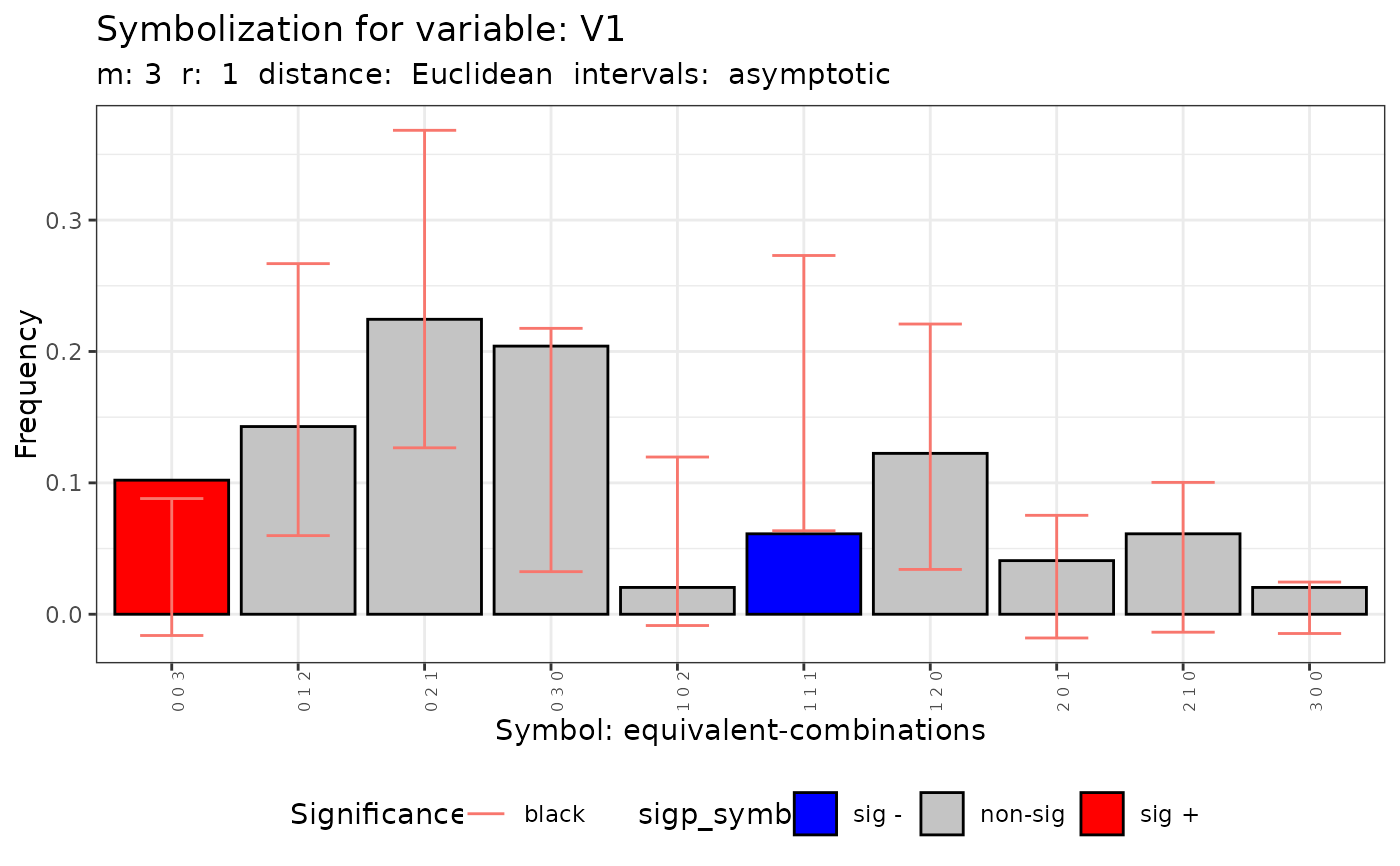 Symbolization for variable: V1
m: 3  r:  1  distance:  Euclidean  intervals:  asymptotic
Frequency
0.3
0.2
0.1
0.0
0 0 3
0 1 2
0 2 1
0 3 0
1 0 2
1 1 1
1 2 0
2 0 1
2 1 0
3 0 0
Symbol: equivalent-combinations
Significance black sigp_symb sig - non-sig sig +